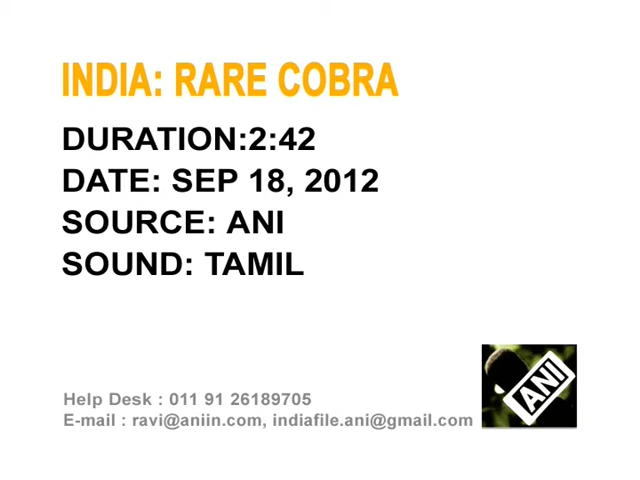 INDIA: RARE COBRA
DURATION:2:42
DATE: SEP 18, 2012
SOURCE: ANI
SOUND: TAMIL
Help Desk : 011 91 26189705
E-mail : ravi@aniin.com, indiafile.ani@gmail.com
ANI